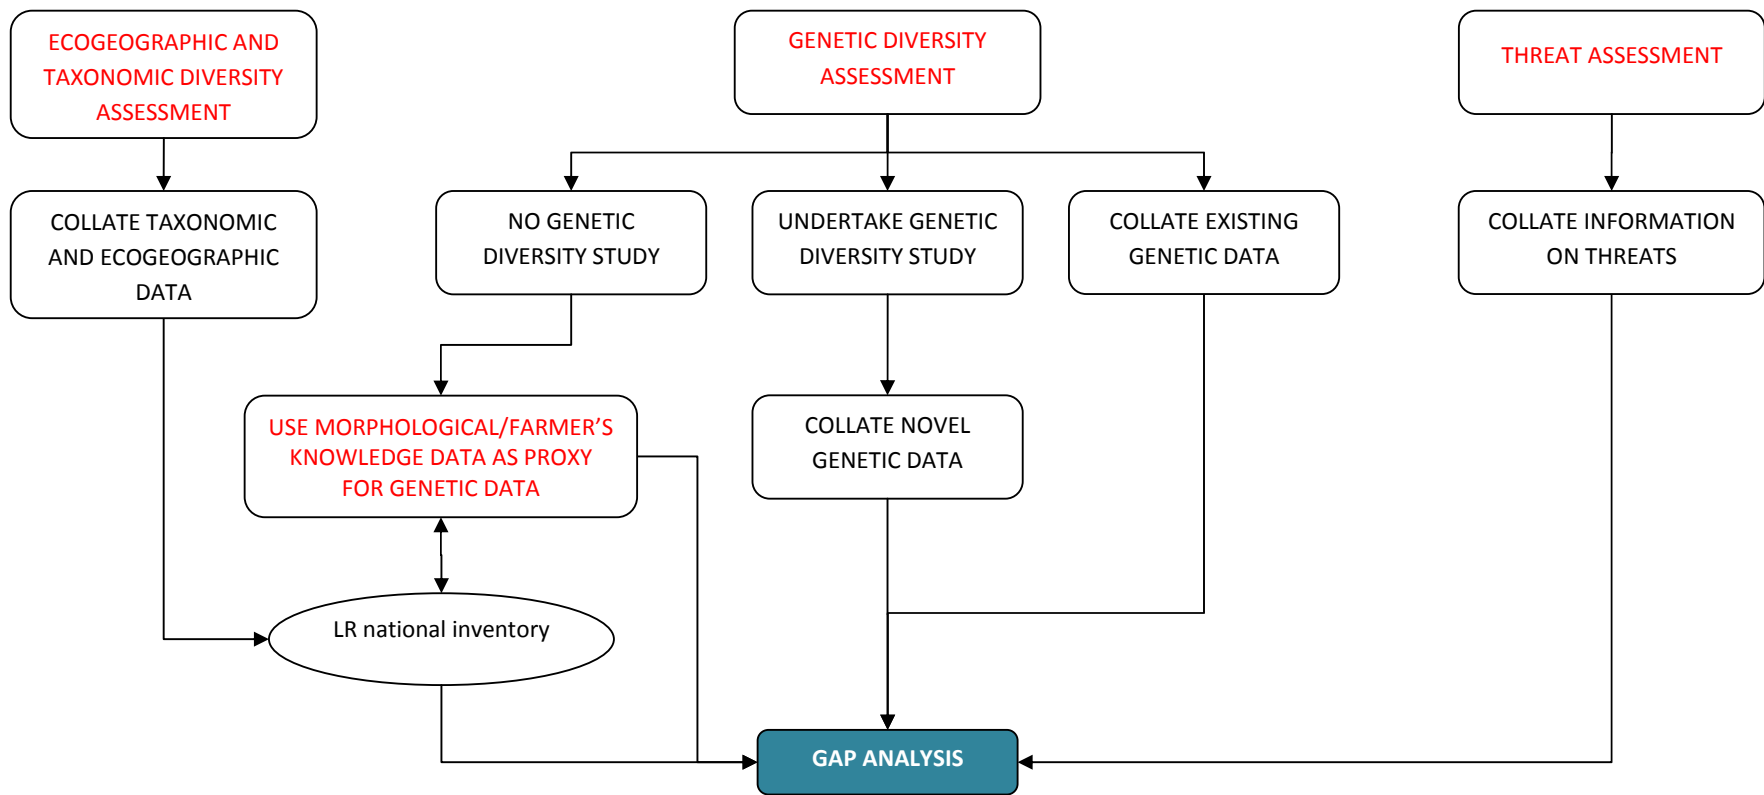 ECOGEOGRAPHIC AND
TAXONOMIC DIVERSITY
ASSESSMENT
GENETIC DIVERSITY
ASSESSMENT
THREAT ASSESSMENT
COLLATE TAXONOMIC
AND ECOGEOGRAPHIC
DATA
NO GENETIC
DIVERSITY STUDY
UNDERTAKE GENETIC
DIVERSITY STUDY
COLLATE EXISTING
GENETIC DATA
COLLATE INFORMATION
ON THREATS
USE MORPHOLOGICAL/FARMER’S
KNOWLEDGE DATA AS PROXY
FOR GENETIC DATA
COLLATE NOVEL
GENETIC DATA
LR national inventory
GAP ANALYSIS